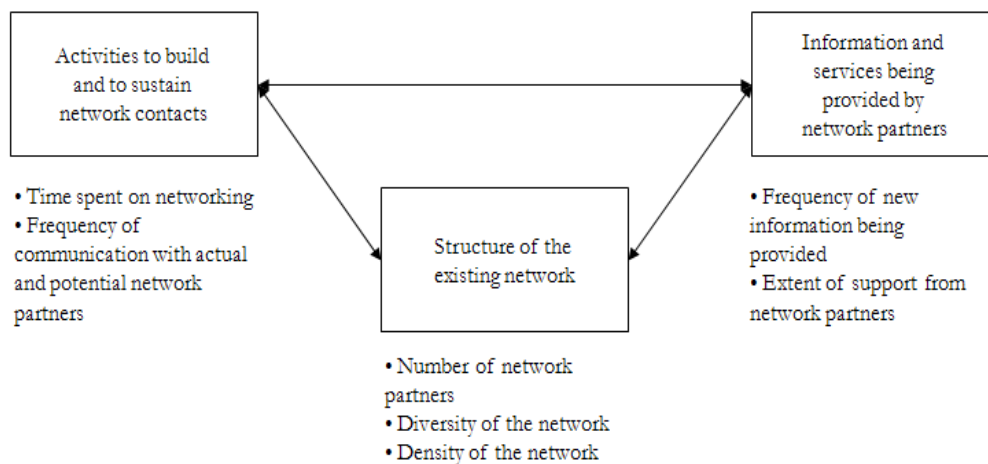 Activities to build
and to sustain
network contacts
Information and
services being
provided by
network partners
• Time spent on networking
• Frequency of
communication with actual
and potential network
partners
Structure of the
existing network
• Frequency of new
information being
provided
• Extent of support from
network partners
• Number of network
partners
• Diversity of the network
• Density of the network